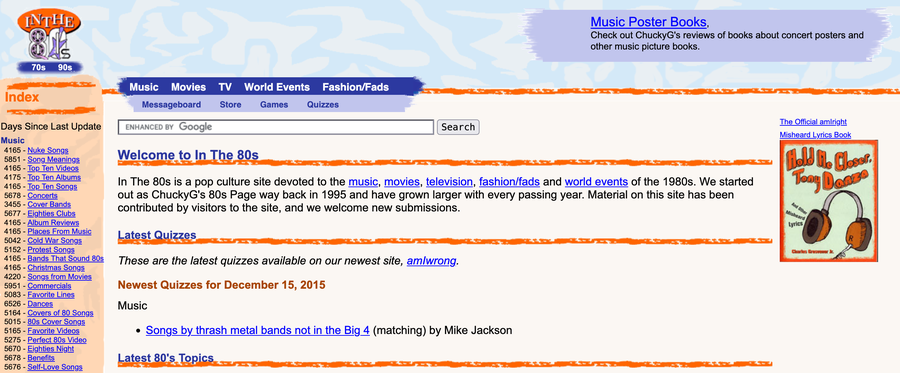 IN THE
80s
70s 90s
Music Poster Books,
Check out ChuckyG's reviews of books about concert posters and
other music picture books.
Music Movies TV World Events Fashion/Fads
Messageboard Store Games Quizzes
Index
Days Since Last Update
Music
4165 - Nuke Songs
5851 - Song Meanings
4165 - Top Ten Videos
4175 - Top Ten Albums
4165 - Top Ten Songs
5678 - Concerts
3455 - Cover Bands
5677 - Eighties Clubs
4165 - Album Reviews
4165 - Places From Music
5042 - Cold War Songs
5152 - Protest Songs
4165 - Bands That Sound 80s
4165 - Christmas Songs
4220 - Songs from Movies
5951 - Commercials
5083 - Favorite Lines
6526 - Dances
5164 - Covers of 80s Songs
5015 - 80s Cover Songs
5165 - Favorite Videos
5275 - Perfect 80s Video
5670 - Eighties Night
5678 - Benefits
5676 - Self-Love Songs
ENHANCED BY Google Search
Welcome to In The 80s
In The 80s is a pop culture site devoted to the music, movies, television, fashion/fads and world events of the 1980s. We started
out as ChuckyG's 80s Page way back in 1995 and have grown larger with every passing year. Material on this site has been
contributed by visitors to the site, and we welcome new submissions.
Latest Quizzes
These are the latest quizzes available on our newest site, amIwrong.
Newest Quizzes for December 15, 2015
Music
• Songs by thrash metal bands not in the Big 4 (matching) by Mike Jackson
Latest 80's Topics
The Official amIright
Misheard Lyrics Book
Hold Me Closer,
Tony Danza
And Other
Misheard
Lyrics
Charles Grosvenor Jr.